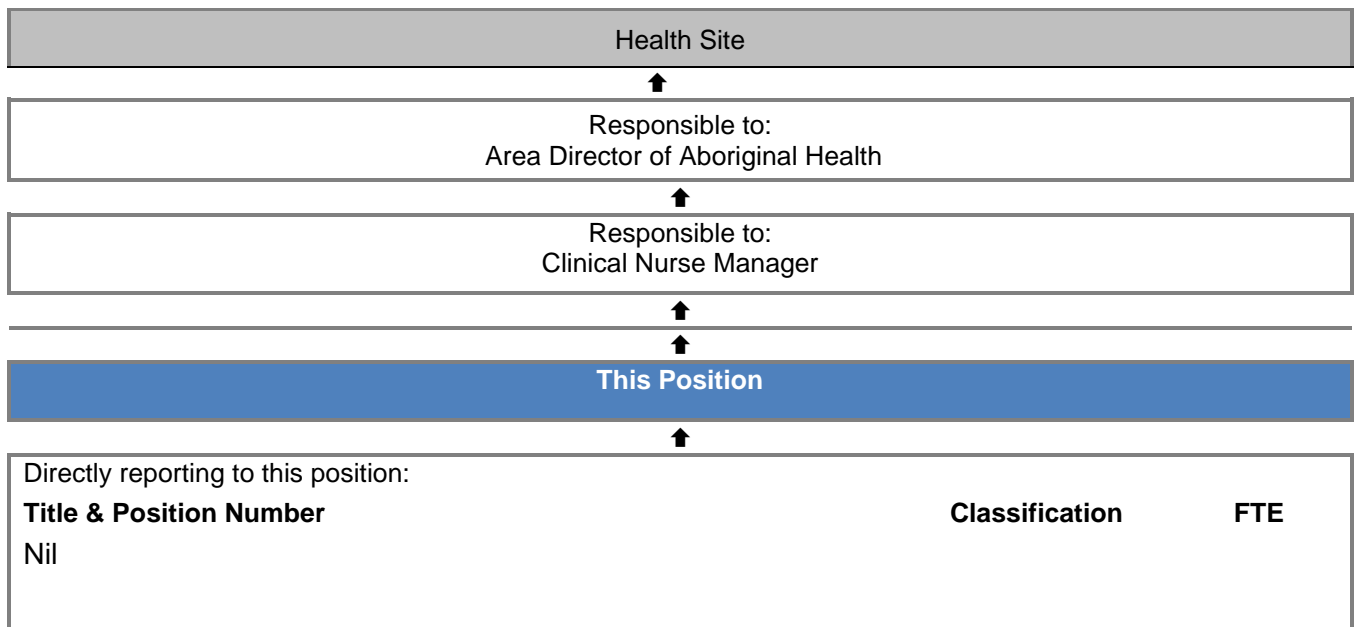 Health Site
Responsible to:
Area Director of Aboriginal Health
Responsible to:
Clinical Nurse Manager
This Position
Directly reporting to this position:
Title & Position Number Classification FTE
Nil